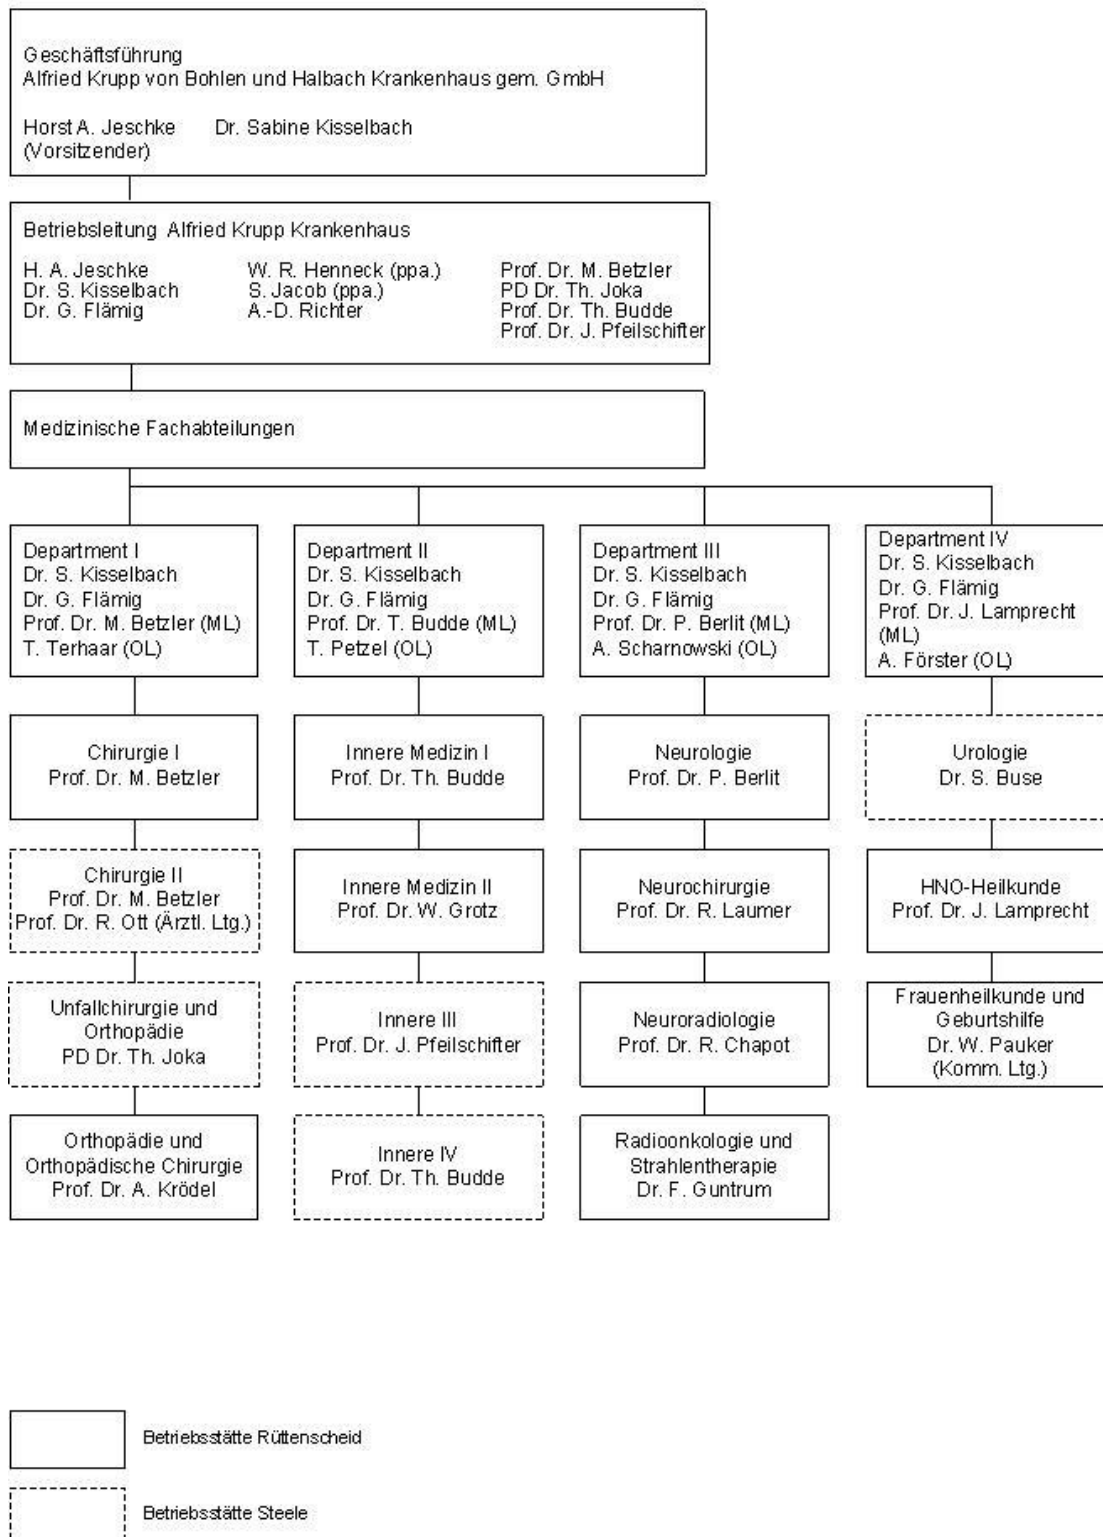 Geschäftsführung
Alfried Krupp von Bohlen und Halbach Krankenhaus gem. GmbH
Horst A. Jeschke Dr. Sabine Kisselbach
(Vorsitzender)
Betriebsleitung Alfried Krupp Krankenhaus
H. A. Jeschke W. R. Henneck (ppa.) Prof. Dr. M. Betzler
Dr. S. Kisselbach S. Jacob (ppa.) PD Dr. Th. Joka
Dr. G. Flämig A.-D. Richter Prof. Dr. Th. Budde
Prof. Dr. J. Pfeilschifter
Medizinische Fachabteilungen
Department I
Dr. S. Kisselbach
Dr. G. Flämig
Prof. Dr. M. Betzler (ML)
T. Terhaar (OL)
Department II
Dr. S. Kisselbach
Dr. G. Flämig
Prof. Dr. T. Budde (ML)
T. Petzel (OL)
Department III
Dr. S. Kisselbach
Dr. G. Flämig
Prof. Dr. P. Berlit (ML)
A. Scharnowski (OL)
Department IV
Dr. S. Kisselbach
Dr. G. Flämig
Prof. Dr. J. Lamprecht
(ML)
A. Förster (OL)
Chirurgie I
Prof. Dr. M. Betzler
Innere Medizin I
Prof. Dr. Th. Budde
Neurologie
Prof. Dr. P. Berlit
Urologie
Dr. S. Buse
Chirurgie II
Prof. Dr. M. Betzler
Prof. Dr. R. Ott (Ärztl. Ltg.)
Innere Medizin II
Prof. Dr. W. Grotz
Neurochirurgie
Prof. Dr. R. Laumer
HNO-Heilkunde
Prof. Dr. J. Lamprecht
Unfallchirurgie und
Orthopädie
PD Dr. Th. Joka
Innere III
Prof. Dr. J. Pfeilschifter
Neuroradiologie
Prof. Dr. R. Chapot
Frauenheilkunde und
Geburtshilfe
Dr. W. Pauker
(Komm. Ltg.)
Orthopädie und
Orthopädische Chirurgie
Prof. Dr. A. Krödel
Innere IV
Prof. Dr. Th. Budde
Radioonkologie und
Strahlentherapie
Dr. F. Guntrum
Betriebsstätte Rüttenscheid
Betriebsstätte Steele